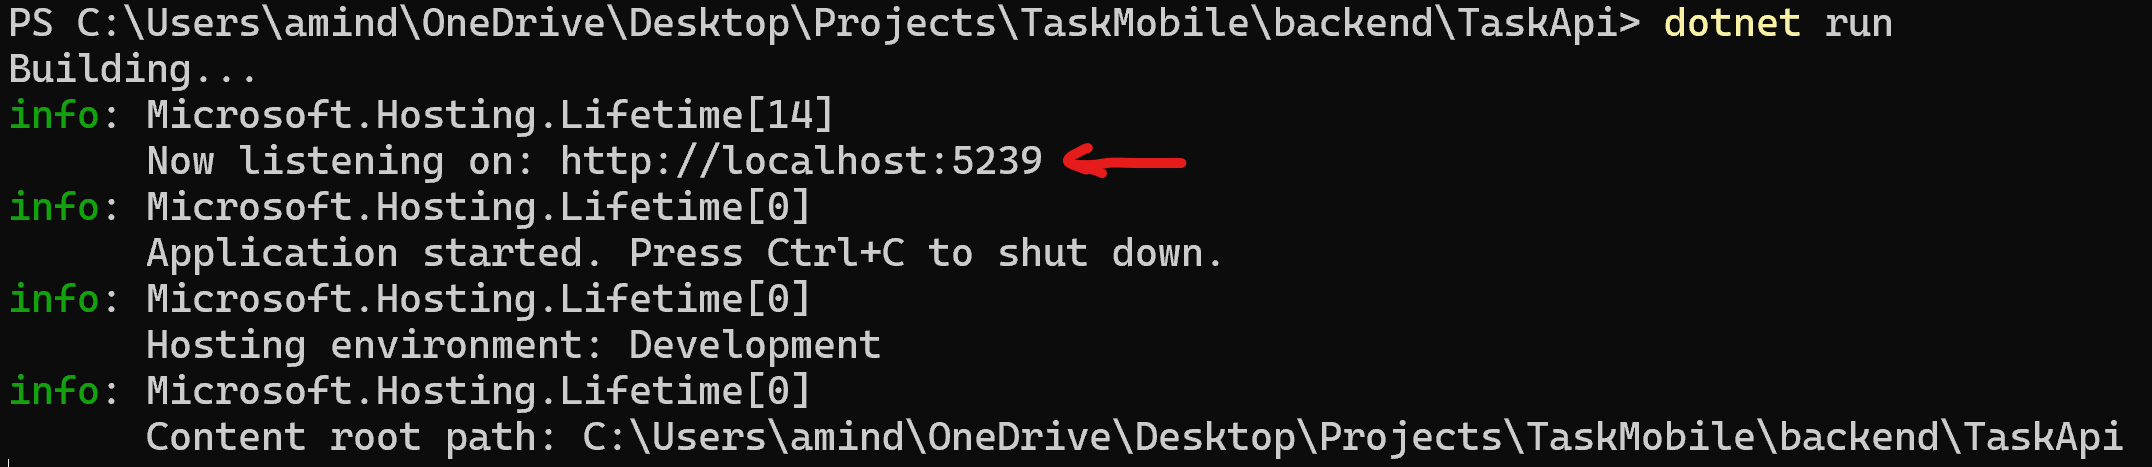 PS C:\Users\amind\OneDrive\Desktop\Projects\TaskMobile\backend\TaskApi> dotnet run
Building...
info: Microsoft.Hosting.Lifetime[14]
      Now listening on: http://localhost:5239
info: Microsoft.Hosting.Lifetime[0]
      Application started. Press Ctrl+C to shut down.
info: Microsoft.Hosting.Lifetime[0]
      Hosting environment: Development
info: Microsoft.Hosting.Lifetime[0]
      Content root path: C:\Users\amind\OneDrive\Desktop\Projects\TaskMobile\backend\TaskApi